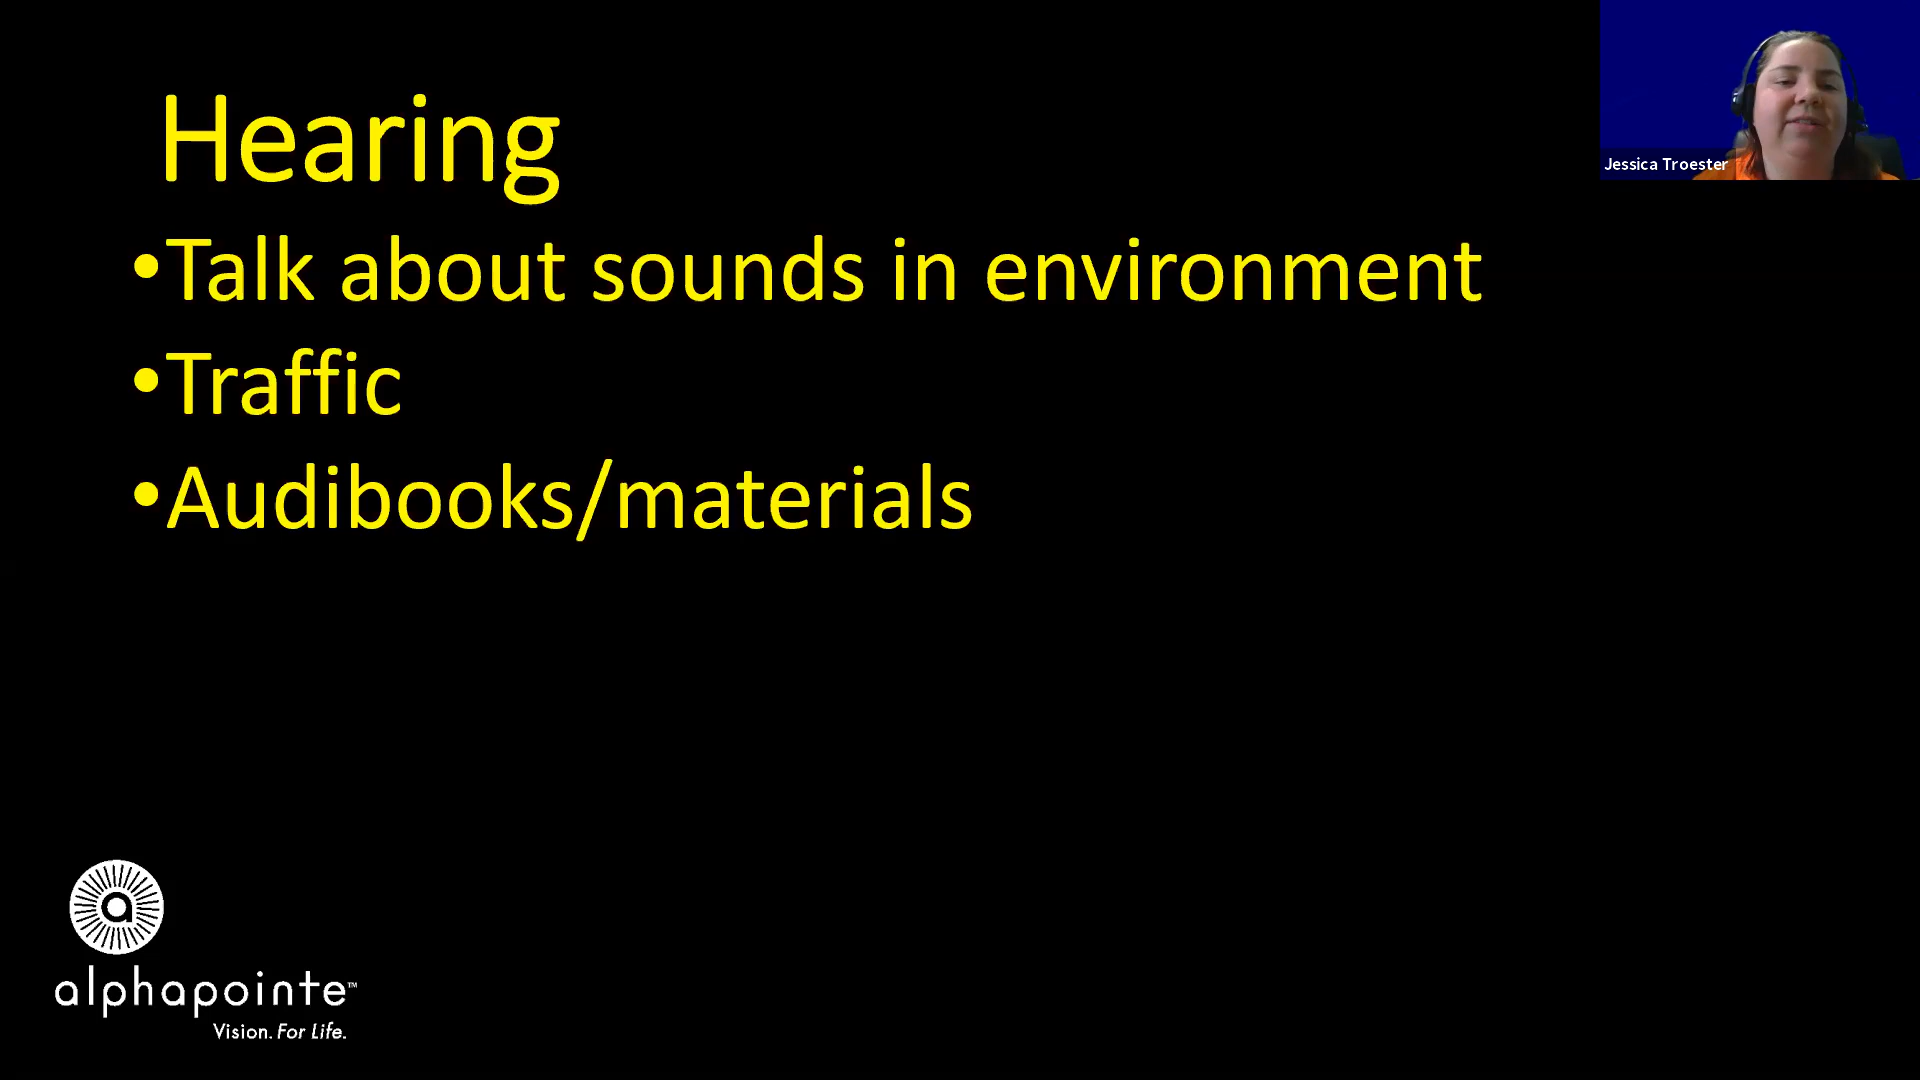 Hearing
Jessica Troester
•Talk about sounds in environment
•Traffic
•Audibooks/materials
a
alphapointe™
Vision. For Life.